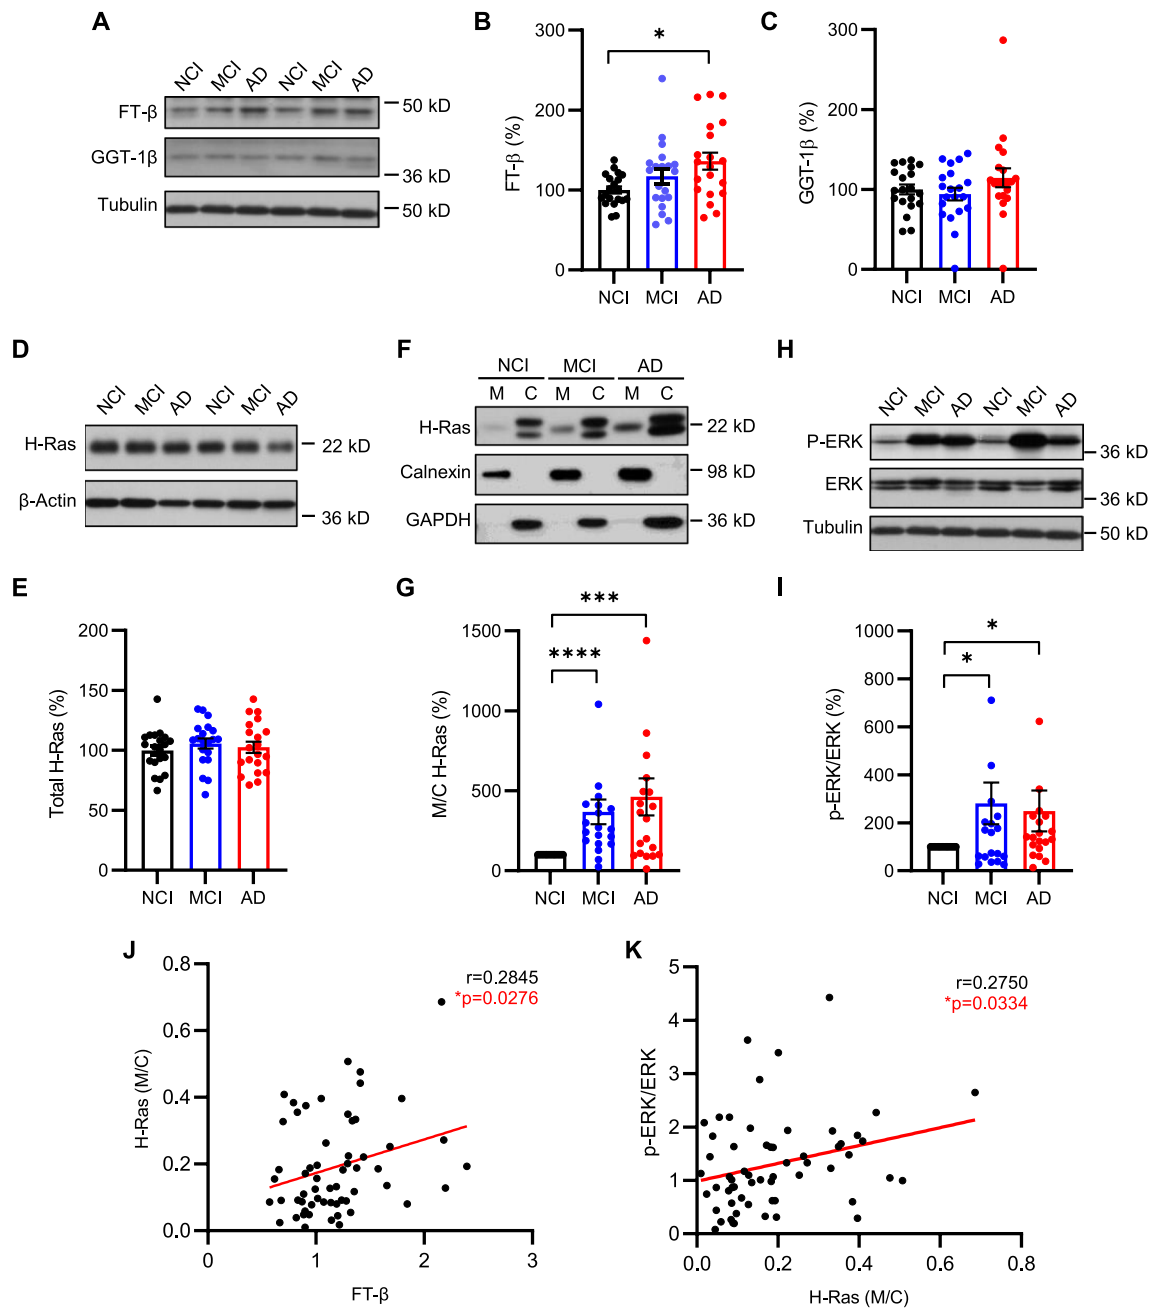 A
NCI MCI AD NCI MCI AD
FT-β
50 kD
GGT-1β
36 kD
Tubulin
50 kD
B
*
FT-β (%)
300
200
100
0
NCI MCI AD
C
GGT-1β (%)
300
200
100
0
NCI MCI AD
D
NCI MCI AD NCI MCI AD
H-Ras
22 kD
β-Actin
36 kD
F
NCI MCI AD
M C M C M C
H-Ras
22 kD
Calnexin
98 kD
GAPDH
36 kD
H
NCI MCI AD NCI MCI AD
P-ERK
36 kD
ERK
36 kD
Tubulin
50 kD
E
Total H-Ras (%)
200
150
100
50
0
NCI MCI AD
G
***
****
M/C H-Ras (%)
1500
1000
500
0
NCI MCI AD
I
*
*
p-ERK/ERK (%)
1000
800
600
400
200
0
NCI MCI AD
J
r=0.2845
*p=0.0276
H-Ras (M/C)
0.8
0.6
0.4
0.2
0.0
0 1 2 3
FT-β
K
r=0.2750
*p=0.0334
p-ERK/ERK
5
4
3
2
1
0
0.0 0.2 0.4 0.6 0.8
H-Ras (M/C)